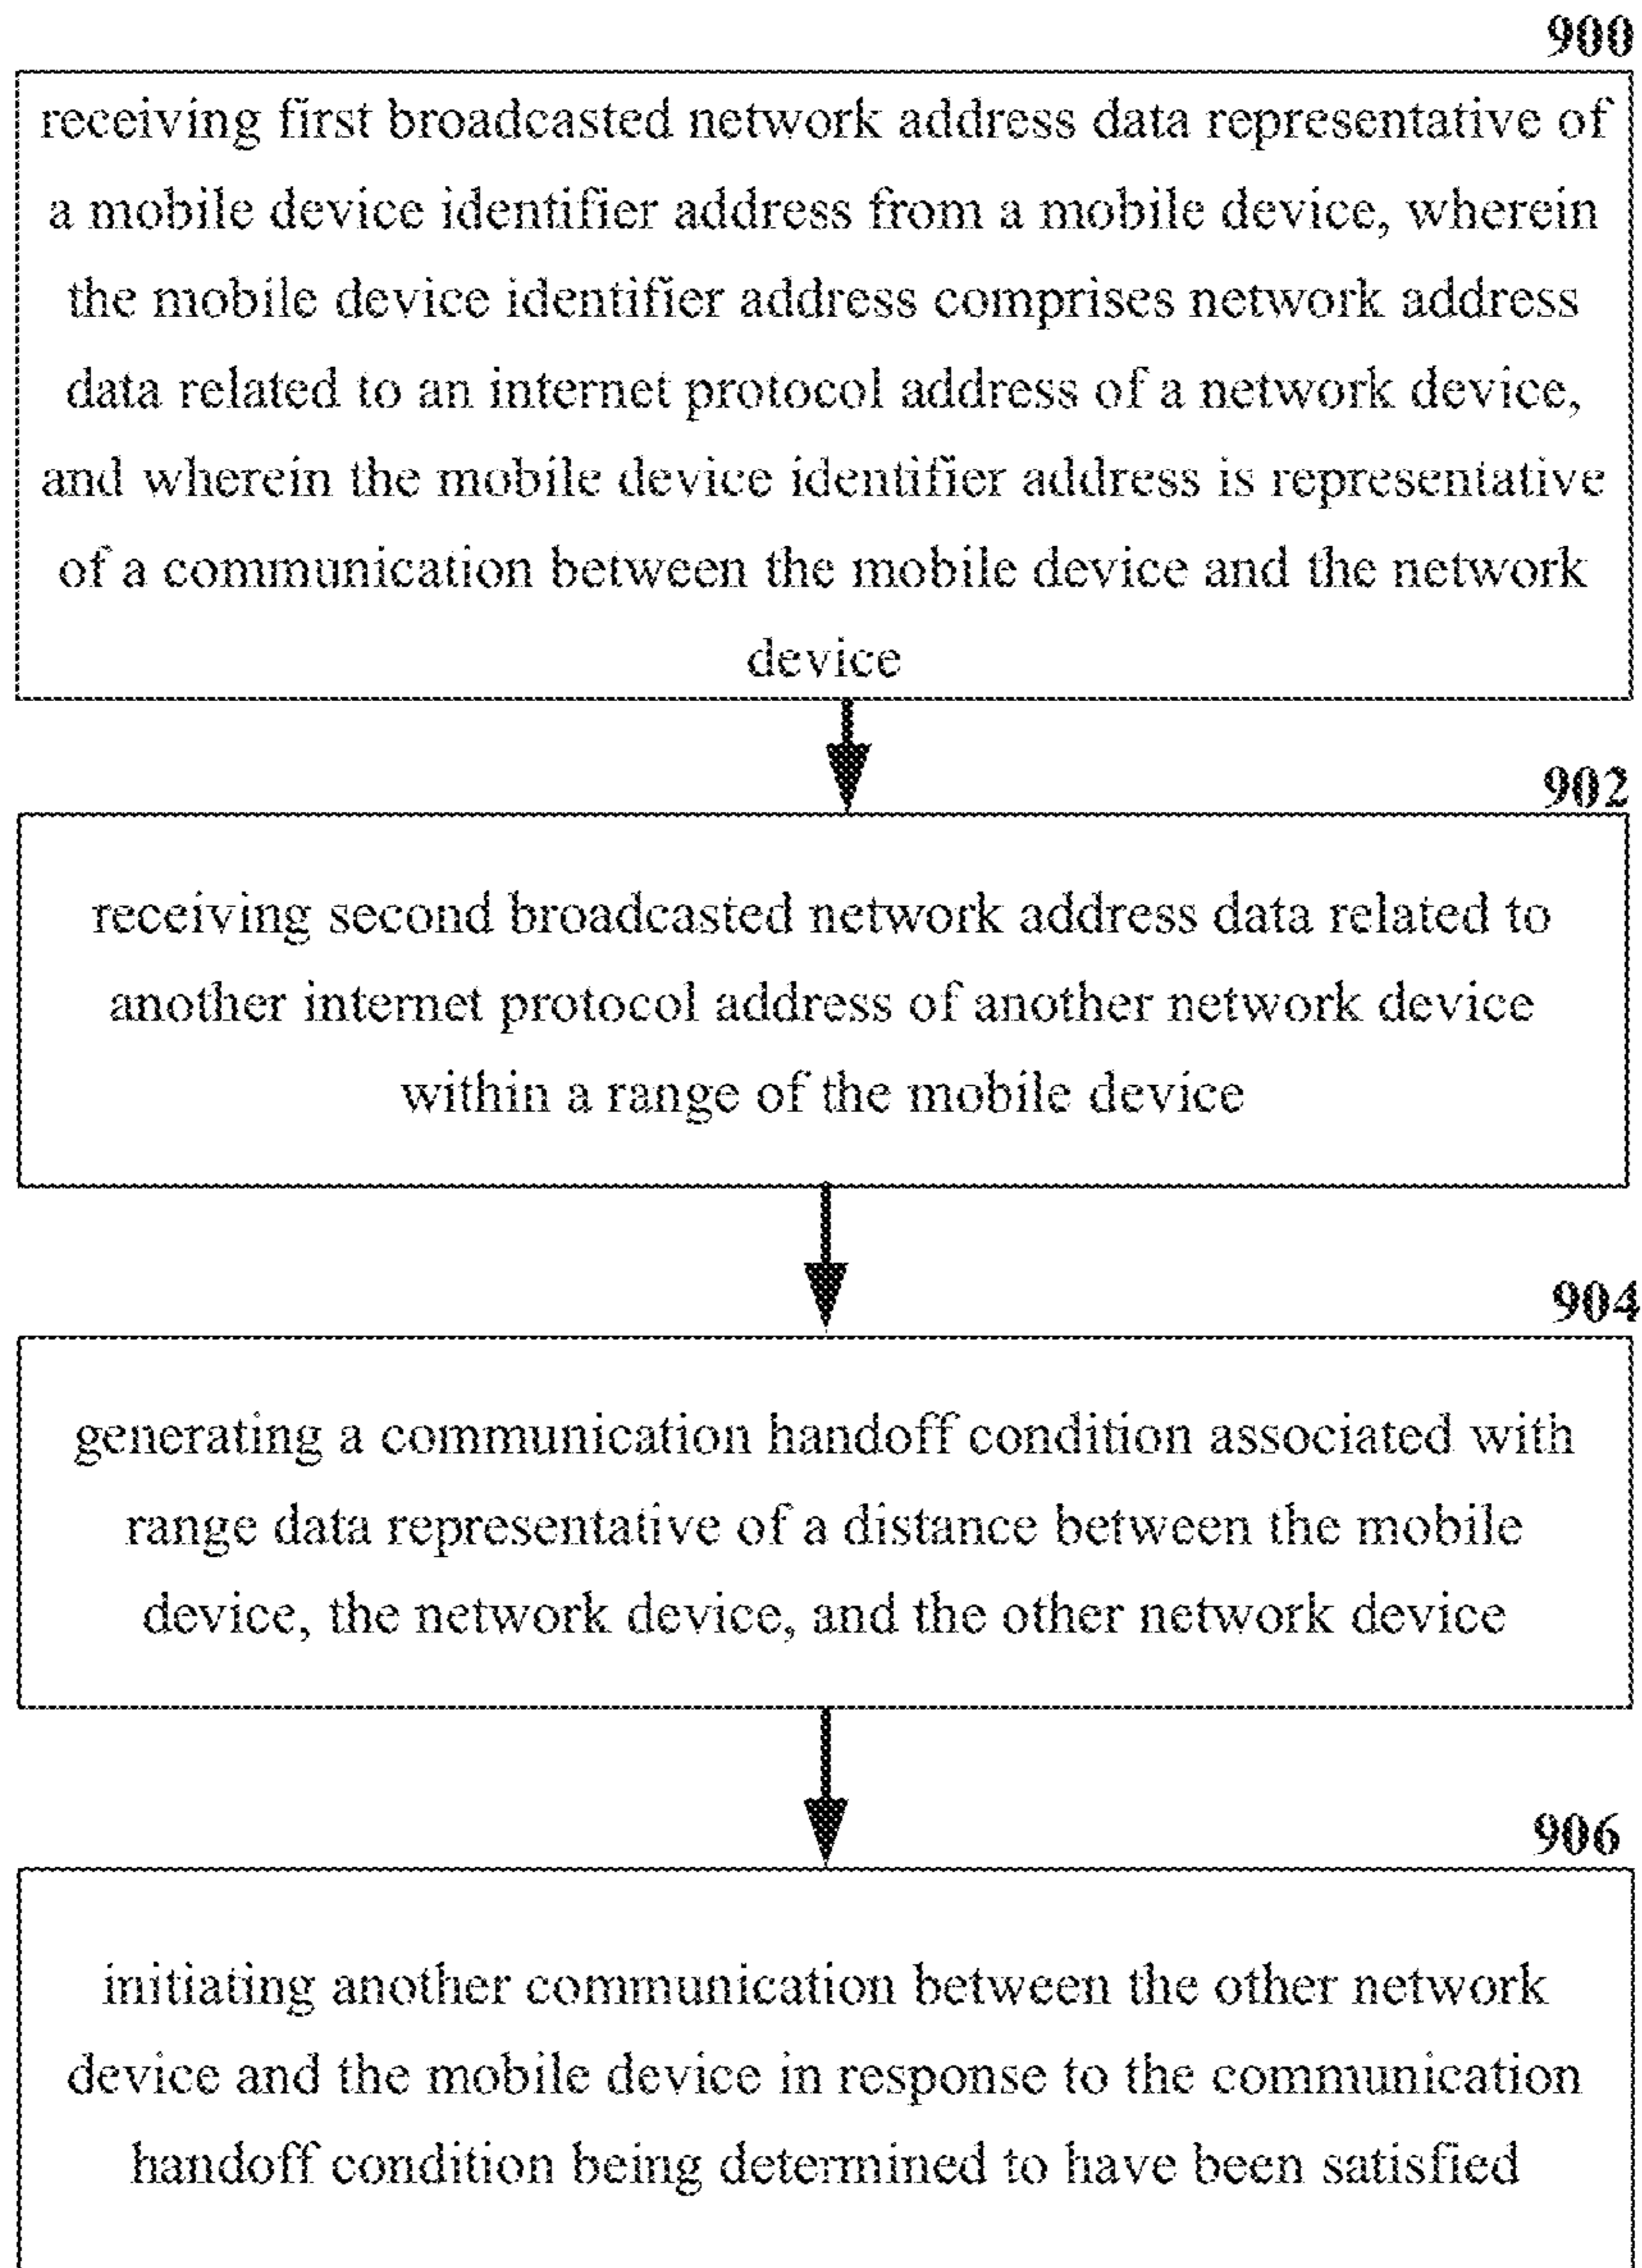 900
receiving first broadcasted network address data representative of
a mobile device identifier address from a mobile device, wherein
the mobile device identifier address comprises network address
data related to an internet protocol address of a network device,
and wherein the mobile device identifier address is representative
of a communication between the mobile device and the network
device
902
receiving second broadcasted network address data related to
another internet protocol address of another network device
within a range of the mobile device
904
generating a communication handoff condition associated with
range data representative of a distance between the mobile
device, the network device, and the other network device
906
initiating another communication between the other network
device and the mobile device in response to the communication
handoff condition being determined to have been satisfied